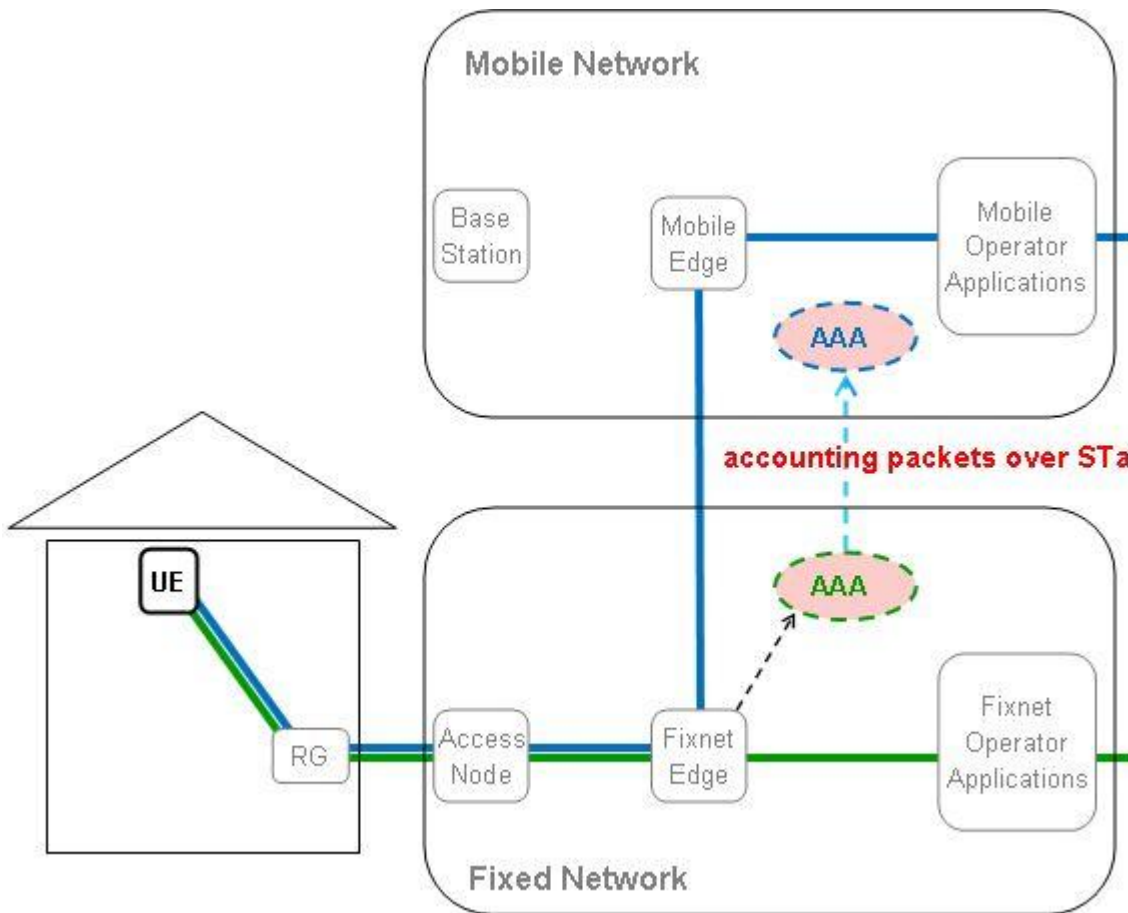 Mobile Network
Base
Station
Mobile
Edge
Mobile
Operator
Applications
AAA
accounting packets over STa
AAA
UE
RG
Access
Node
Fixnet
Edge
Fixnet
Operator
Applications
Fixed Network